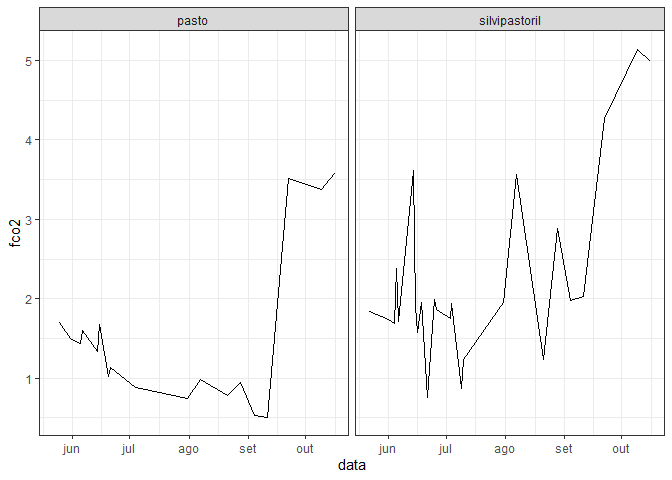 pasto
silvipastoril
5
4
3
2
1
fco2
jun jul ago set out
jun jul ago set out
data